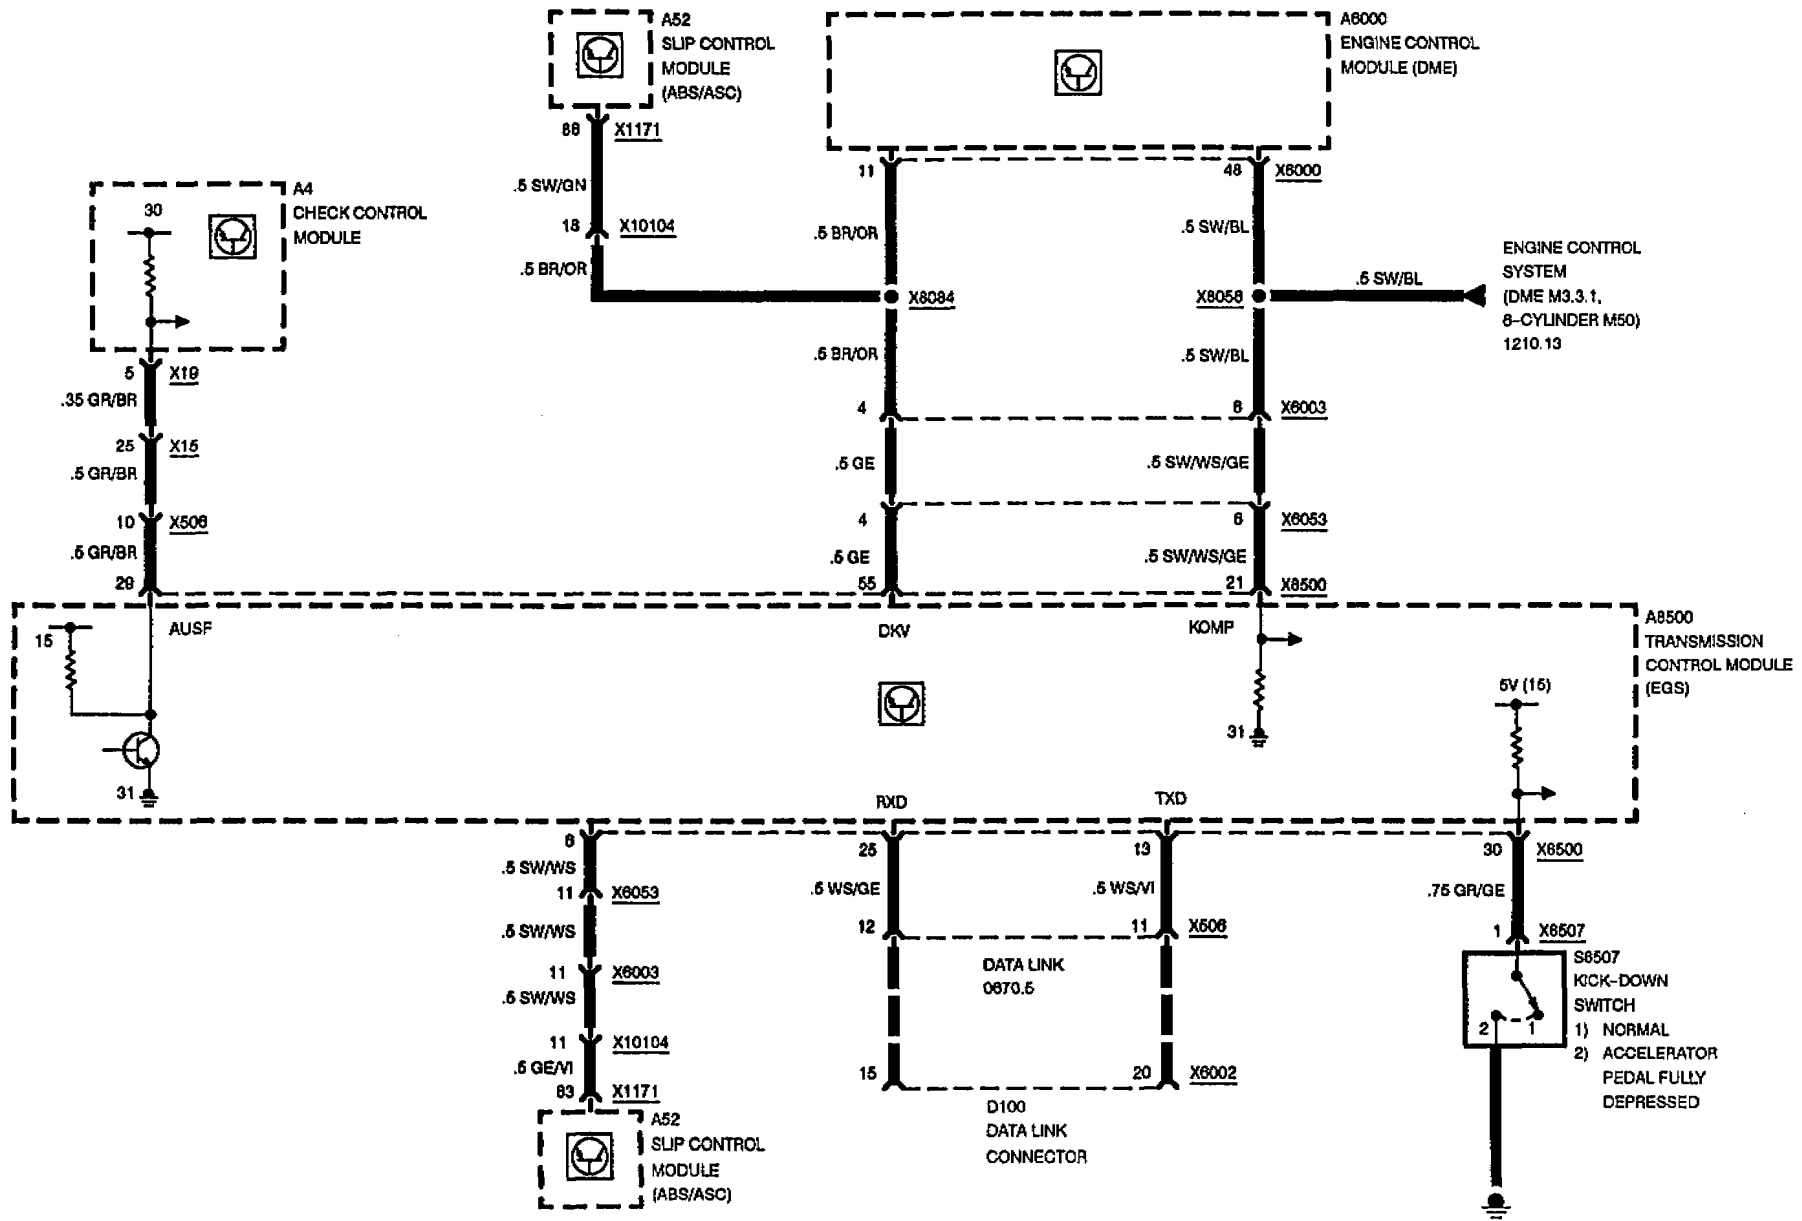 A52
SLIP CONTROL
MODULE
(ABS/ASC)
A6000
ENGINE CONTROL
MODULE (DME)
88 X1171
11
48 X6000
.5 SW/GN
A4
CHECK CONTROL
MODULE
30
18 X10104
.5 BR/OR
.5 BR/OR
.5 SW/BL
X8084
X8056
.5 SW/BL
ENGINE CONTROL
SYSTEM
(DME M3.3.1,
6-CYLINDER M50)
1210.13
.5 BR/OR
.5 SW/BL
5 X19
.35 GR/BR
4
6 X6003
25 X15
.5 GR/BR
.5 GE
.5 SW/WS/GE
10 X506
4
6 X6053
.5 GR/BR
.5 GE
.5 SW/WS/GE
29
55
21 X8500
A8500
TRANSMISSION
CONTROL MODULE
(EGS)
15
AUSF
DKV
KOMP
5V (15)
31
31
RXD
TXD
6
25
13
30 X8500
.5 SW/WS
.5 WS/GE
.5 WS/VI
.75 GR/GE
11 X6053
12
11 X506
1 X8507
.5 SW/WS
S8507
KICK-DOWN
SWITCH
1) NORMAL
2) ACCELERATOR
PEDAL FULLY
DEPRESSED
2 1
DATA LINK
0670.5
11 X6003
.5 SW/WS
11 X10104
.5 GE/VI
15
20 X6002
83 X1171
A52
SLIP CONTROL
MODULE
(ABS/ASC)
D100
DATA LINK
CONNECTOR